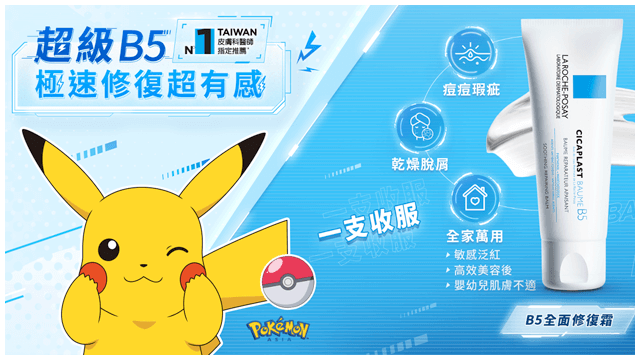 超級B5
N°1 TAIWAN
皮膚科醫師
指定推薦*
極速修復超有感
痘痘瑕疵
乾燥脫屑
一支收服
全家萬用
敏感泛紅
高效美容後
嬰幼兒肌膚不適
Pokémon
ASIA
LA ROCHE-POSAY
LABORATOIRE DERMATOLOGIQUE
CICAPLAST BAUME B5
BAUME RÉPARATEUR APAISANT
SOOTHING REPAIRING BALM
B5全面修復霜